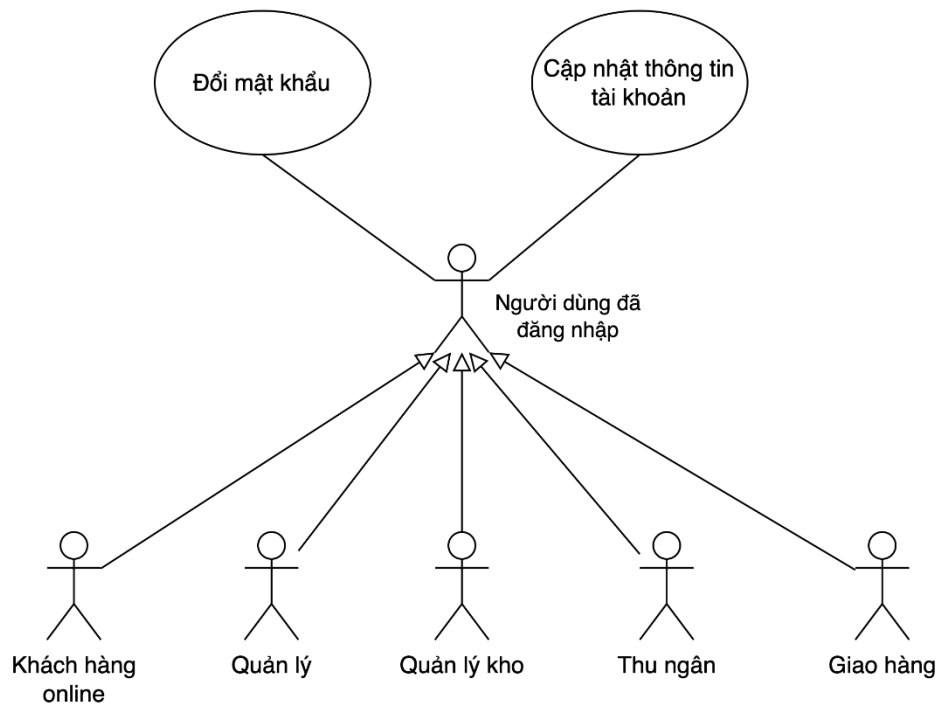 Đổi mật khẩu
Cập nhật thông tin
tài khoản
Người dùng đã
đăng nhập
Khách hàng
online
Quản lý
Quản lý kho
Thu ngân
Giao hàng